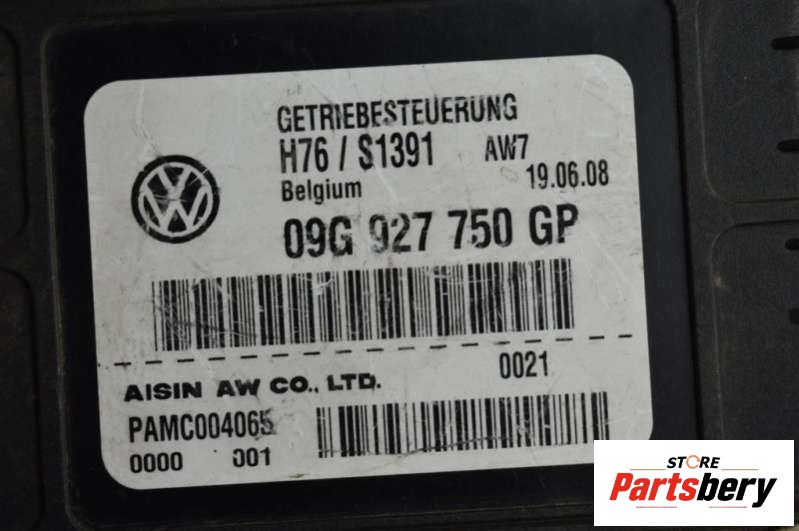 GETRIEBESTEUERUNG
H76 / S1391 AW7
Belgium 19.06.08
09G 927 750 GP
0021
AISIN AW CO., LTD.
PAMC004065
0000 001
STORE
Partsbery